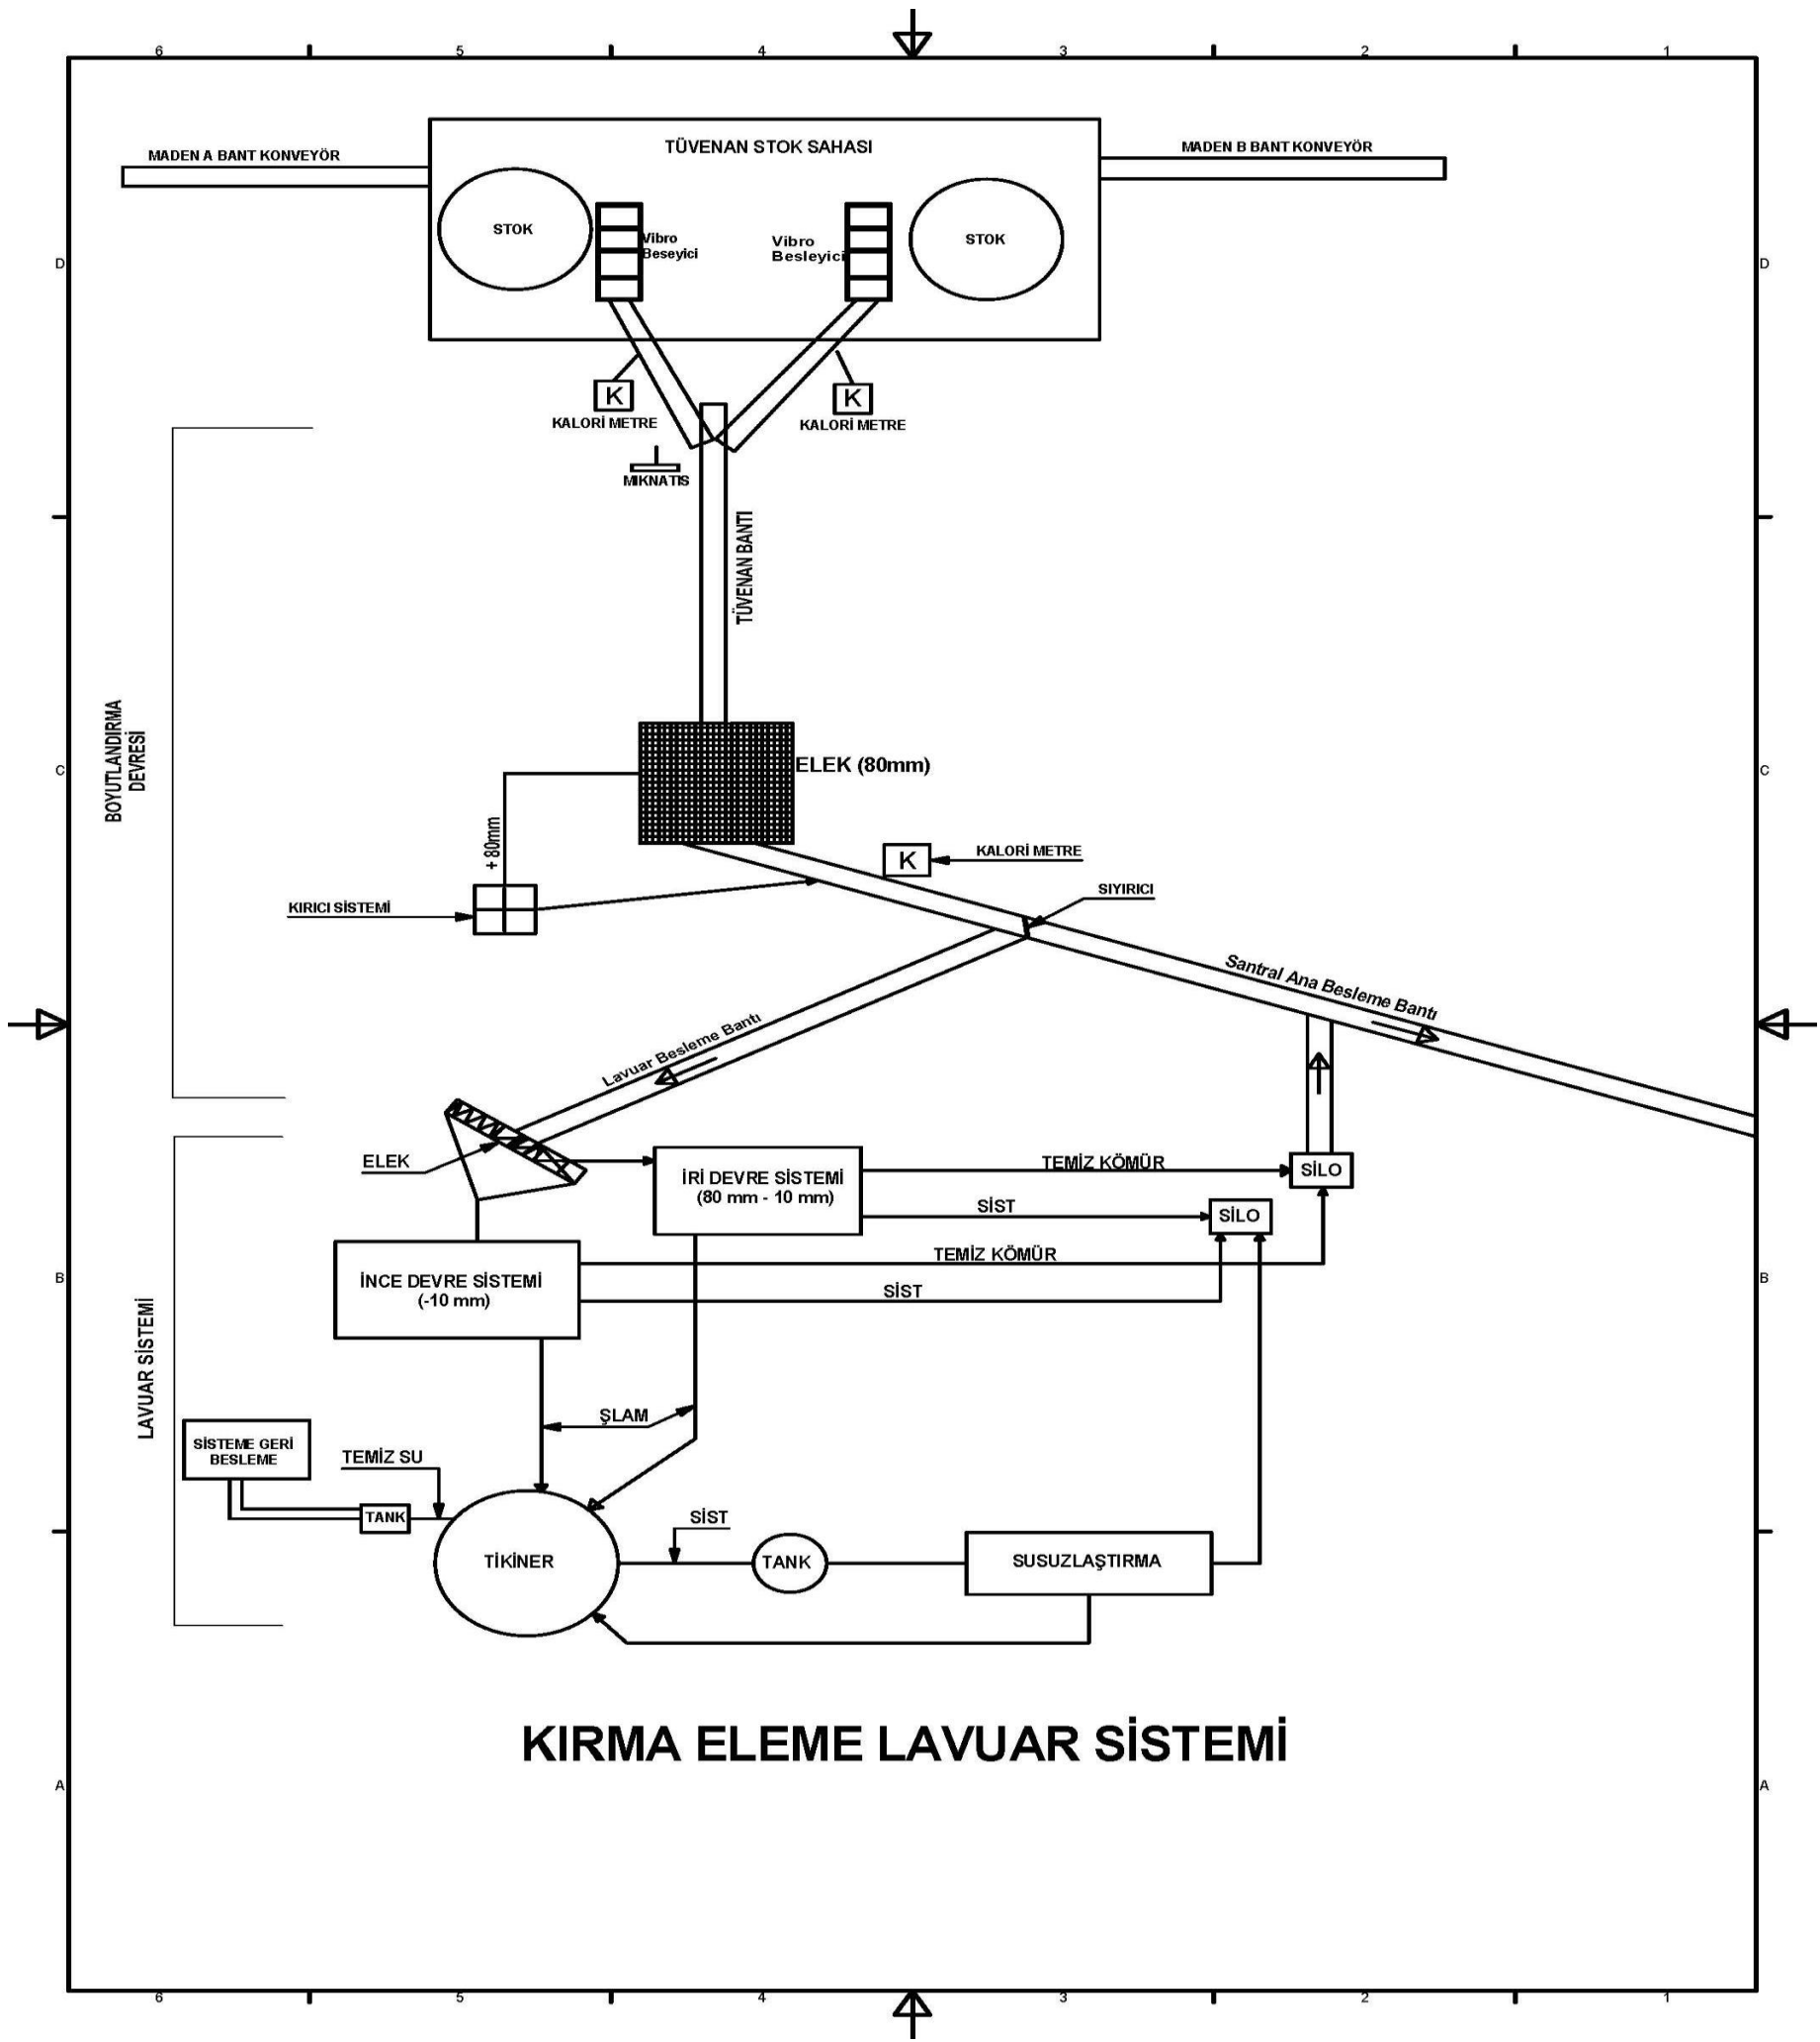 6 5 4 3 2 1
TÜVENAN STOK SAHASI
MADEN A BANT KONVEYÖR
MADEN B BANT KONVEYÖR
STOK
Vibro
Beseyici
Vibro
Besleyici
STOK
D
D
K
KALORİ METRE
K
KALORİ METRE
MIKNATIS
TÜVENAN BANTI
BOYUTLANDIRMA
DEVRESİ
C
C
ELEK (80mm)
+ 80mm
K
KALORİ METRE
KIRICI SİSTEMİ
SIYIRICI
Santral Ana Besleme Bantı
Lavuar Besleme Bantı
ELEK
İRİ DEVRE SİSTEMİ
(80 mm - 10 mm)
TEMİZ KÖMÜR
SİLO
SİST
SİLO
TEMİZ KÖMÜR
İNCE DEVRE SİSTEMİ
(-10 mm)
SİST
B
B
LAVUAR SİSTEMİ
ŞLAM
SİSTEME GERİ
BESLEME
TEMİZ SU
TANK
SİST
TİKİNER
TANK
SUSUZLAŞTIRMA
KIRMA ELEME LAVUAR SİSTEMİ
A
A
6 5 4 3 2 1